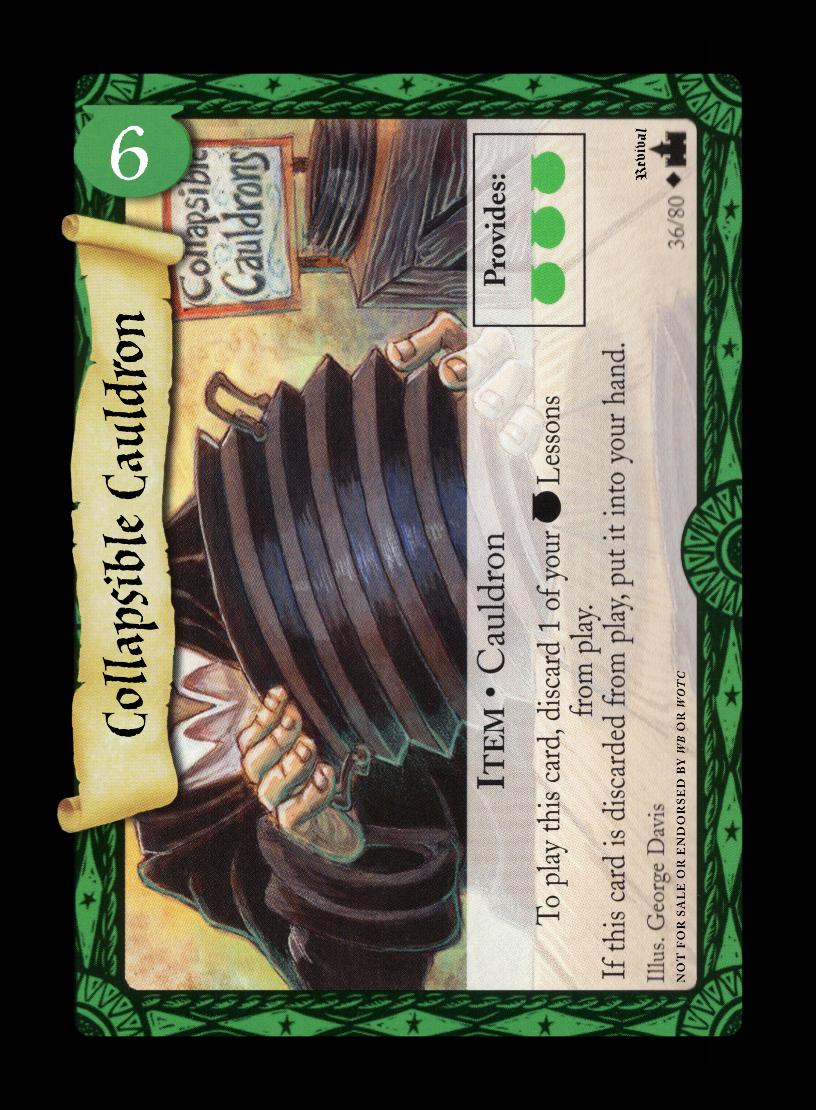 6
Collapsible Cauldron
Collapsible
Cauldrons
ITEM • Cauldron
Provides:
To play this card, discard 1 of your Lessons
from play.
If this card is discarded from play, put it into your hand.
Illus. George Davis
Revival
36/80
NOT FOR SALE OR ENDORSED BY WB OR WOTC